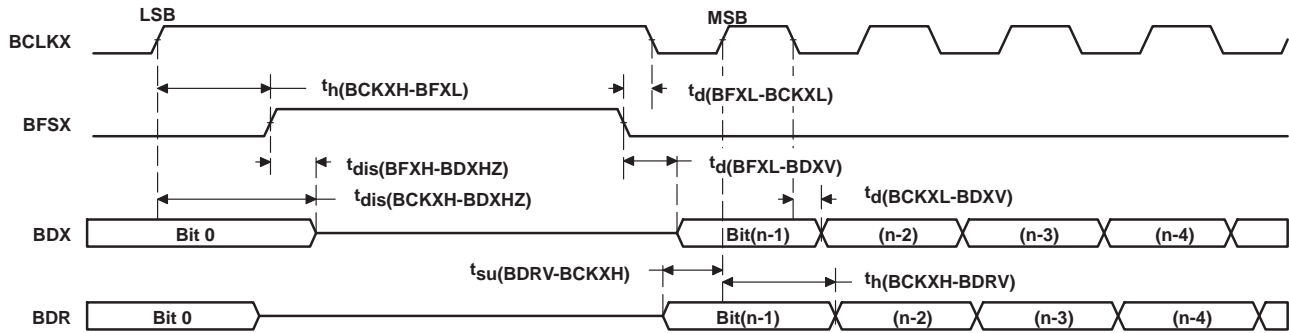 LSB MSB
BCLKX
th(BCKXH-BFXL) td(BFXL-BCKXL)
BFSX
tdis(BFXH-BDXHZ) td(BFXL-BDXV)
tdis(BCKXH-BDXHZ) td(BCKXL-BDXV)
BDX Bit 0 Bit(n-1) (n-2) (n-3) (n-4)
tsu(BDRV-BCKXH) th(BCKXH-BDRV)
BDR Bit 0 Bit(n-1) (n-2) (n-3) (n-4)